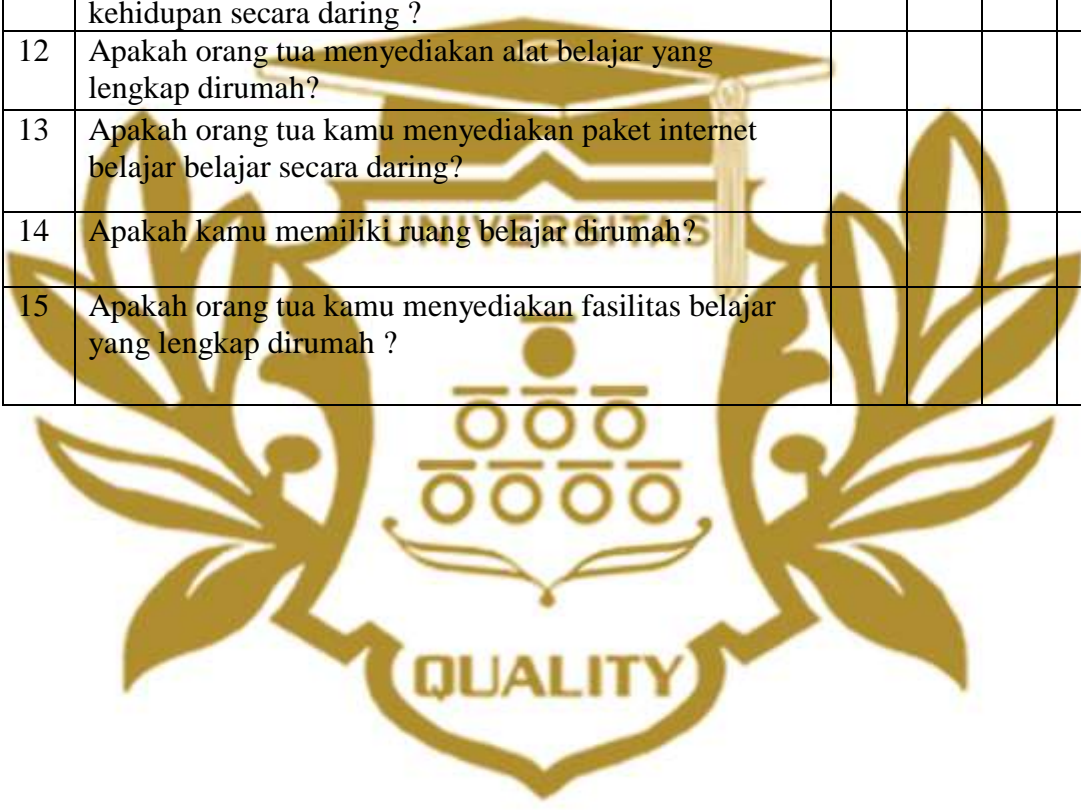 kehidupan secara daring ?
12 Apakah orang tua menyediakan alat belajar yang
lengkap dirumah?
13 Apakah orang tua kamu menyediakan paket internet
belajar belajar secara daring?
UNIVERSITAS
14 Apakah kamu memiliki ruang belajar dirumah?
15 Apakah orang tua kamu menyediakan fasilitas belajar
yang lengkap dirumah ?
QUALITY